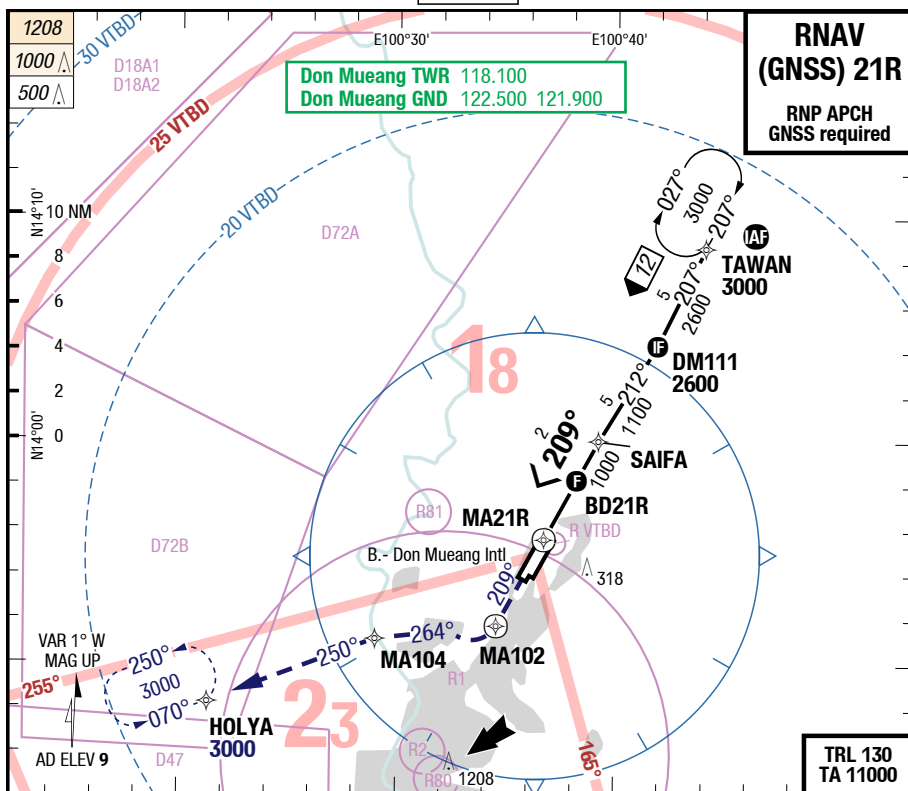 1208
1000
500
30 VTBD
D18A1
D18A2
25 VTBD
E100°30'
E100°40'
Don Mueang TWR 118.100
Don Mueang GND 122.500 121.900
RNAV
(GNSS) 21R
RNP APCH
GNSS required
N14°10'
10 NM
8
6
4
2
N14°00'
0
20 VTBD
D72A
027°
3000
207°
IAF
TAWAN
3000
12
5
207°
2600
IF
DM111
2600
18
5
212°
1100
2
209°
1000
SAIFA
F
BD21R
R81
MA21R
R VTBD
D72B
B.- Don Mueang Intl
318
209°
VAR 1° W
MAG UP
250°
3000
070°
255°
250°
264°
MA104
MA102
R1
HOLYA
3000
23
AD ELEV 9
D47
R2
R80
1208
165°
TRL 130
TA 11000